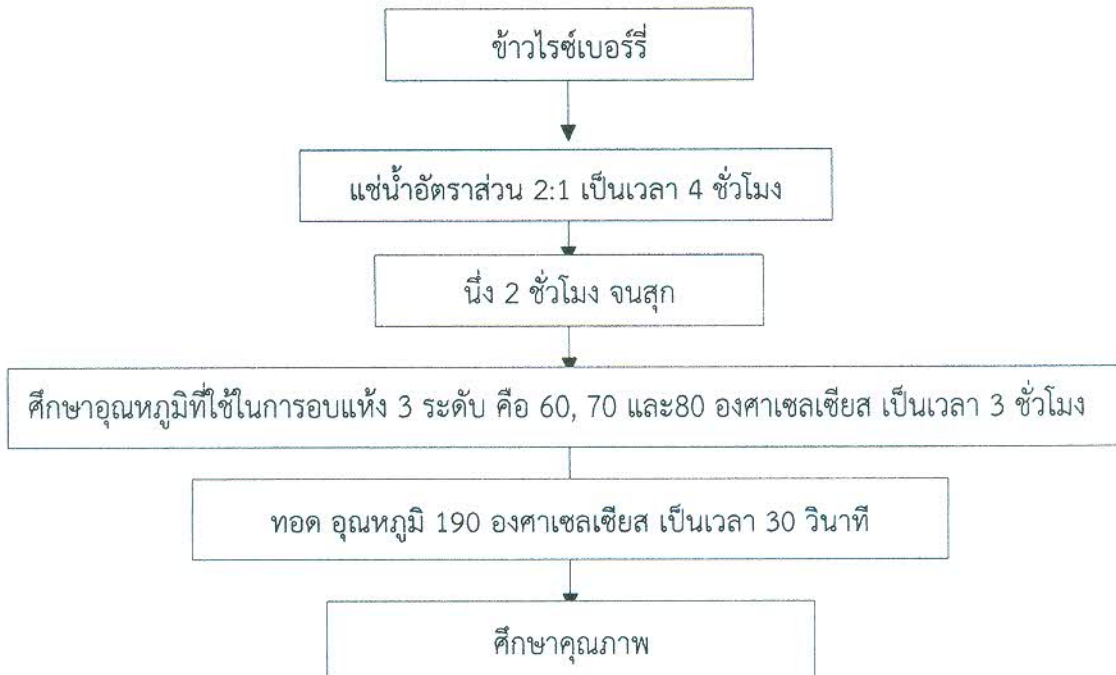 ข้าวไรซ์เบอร์รี่
แช่น้ำอัตราส่วน 2:1 เป็นเวลา 4 ชั่วโมง
นึ่ง 2 ชั่วโมง จนสุก
ศึกษาอุณหภูมิที่ใช้ในการอบแห้ง 3 ระดับ คือ 60, 70 และ80 องศาเซลเซียส เป็นเวลา 3 ชั่วโมง
ทอด อุณหภูมิ 190 องศาเซลเซียส เป็นเวลา 30 วินาที
ศึกษาคุณภาพ